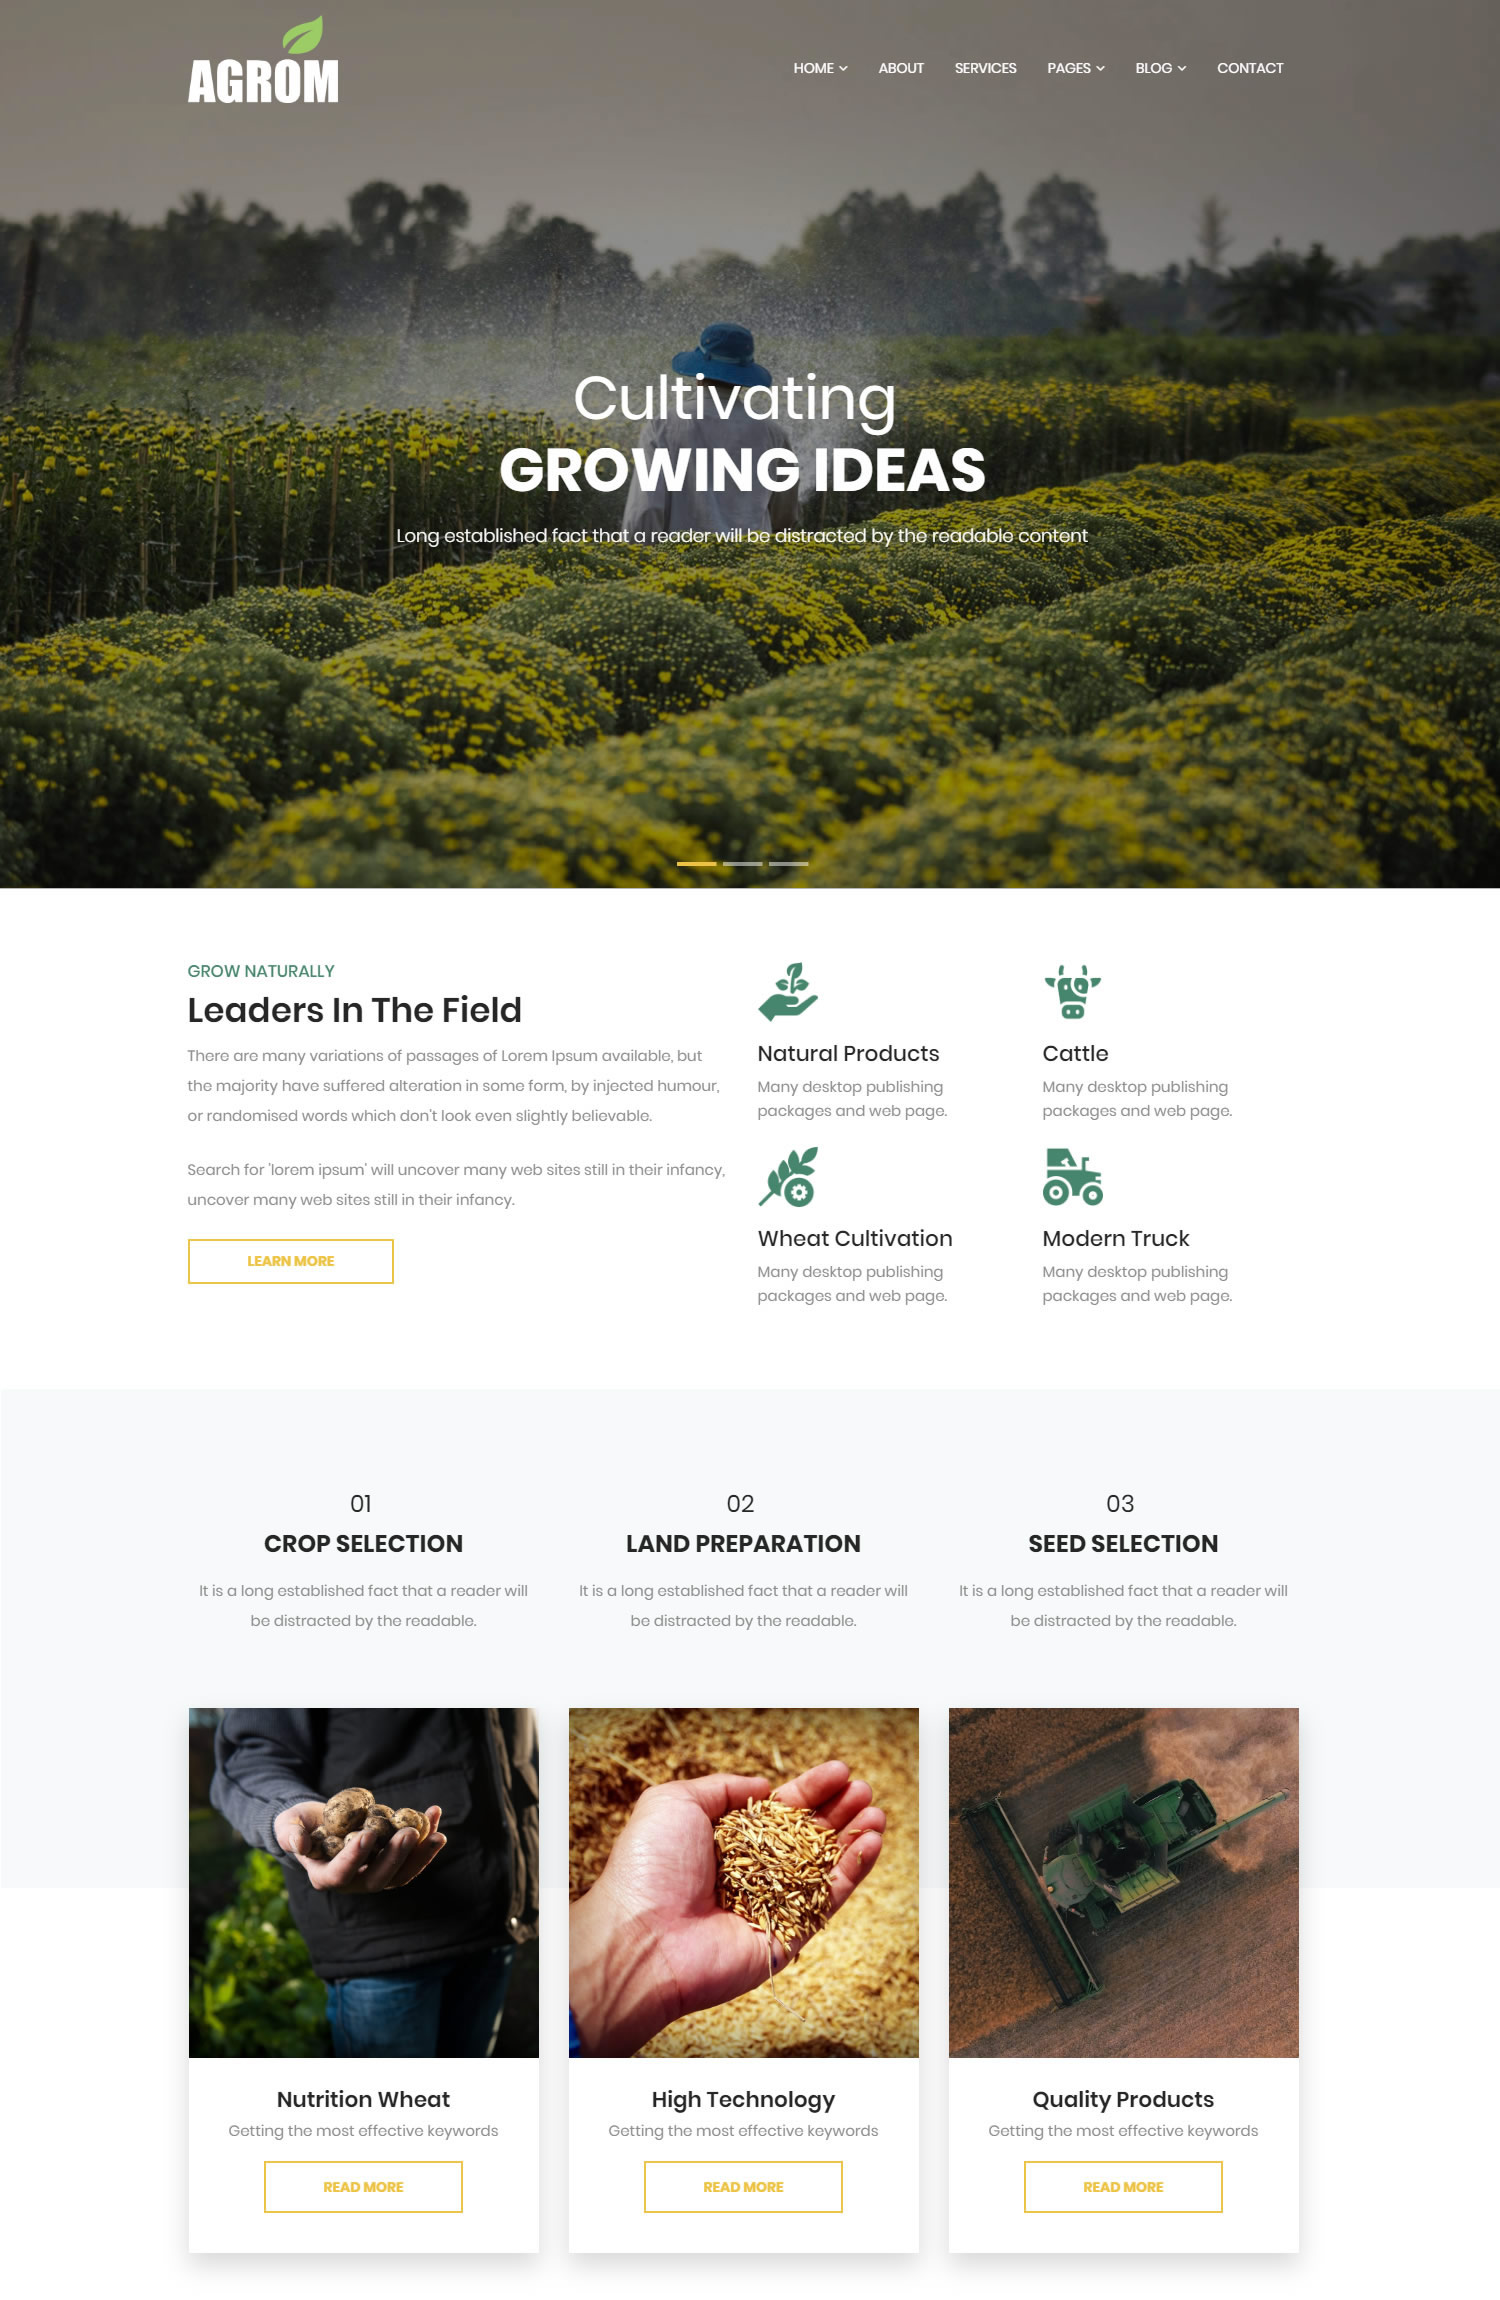 AGROM
HOME ABOUT SERVICES PAGES BLOG CONTACT
Cultivating
GROWING IDEAS
Long established fact that a reader will be distracted by the readable content
GROW NATURALLY
Leaders In The Field
There are many variations of passages of Lorem Ipsum available, but
the majority have suffered alteration in some form, by injected humour,
or randomised words which don't look even slightly believable.
Search for 'lorem ipsum' will uncover many web sites still in their infancy,
uncover many web sites still in their infancy.
LEARN MORE
Natural Products
Many desktop publishing
packages and web page.
Cattle
Many desktop publishing
packages and web page.
Wheat Cultivation
Many desktop publishing
packages and web page.
Modern Truck
Many desktop publishing
packages and web page.
01
CROP SELECTION
It is a long established fact that a reader will
be distracted by the readable.
02
LAND PREPARATION
It is a long established fact that a reader will
be distracted by the readable.
03
SEED SELECTION
It is a long established fact that a reader will
be distracted by the readable.
Nutrition Wheat
Getting the most effective keywords
READ MORE
High Technology
Getting the most effective keywords
READ MORE
Quality Products
Getting the most effective keywords
READ MORE